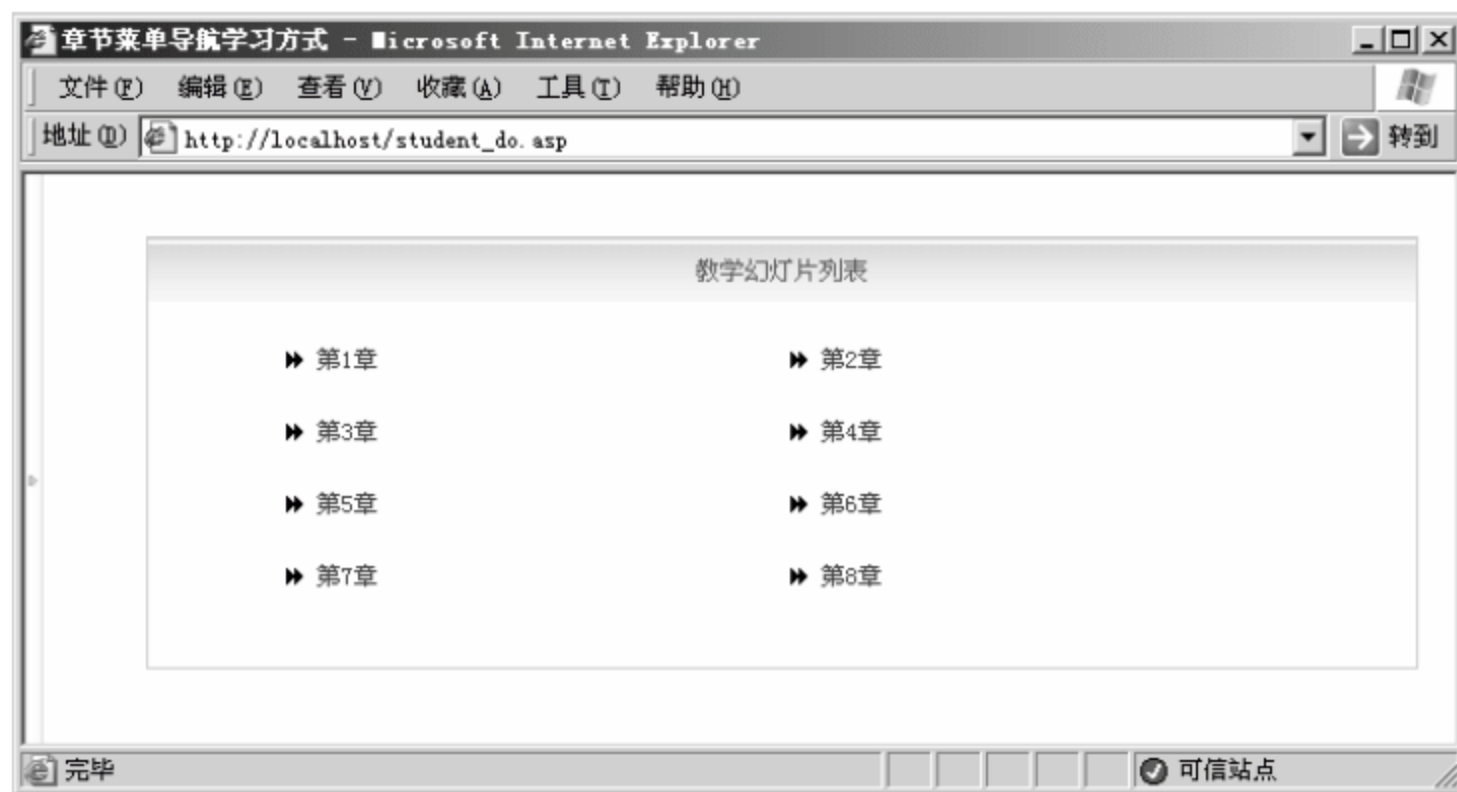 章节菜单导航学习方式 - Microsoft Internet Explorer
文件(F) 编辑(E) 查看(V) 收藏(A) 工具(T) 帮助(H)
地址(D) http://localhost/student_do.asp 转到
教学幻灯片列表
第1章 第2章
第3章 第4章
第5章 第6章
第7章 第8章
完毕 可信站点